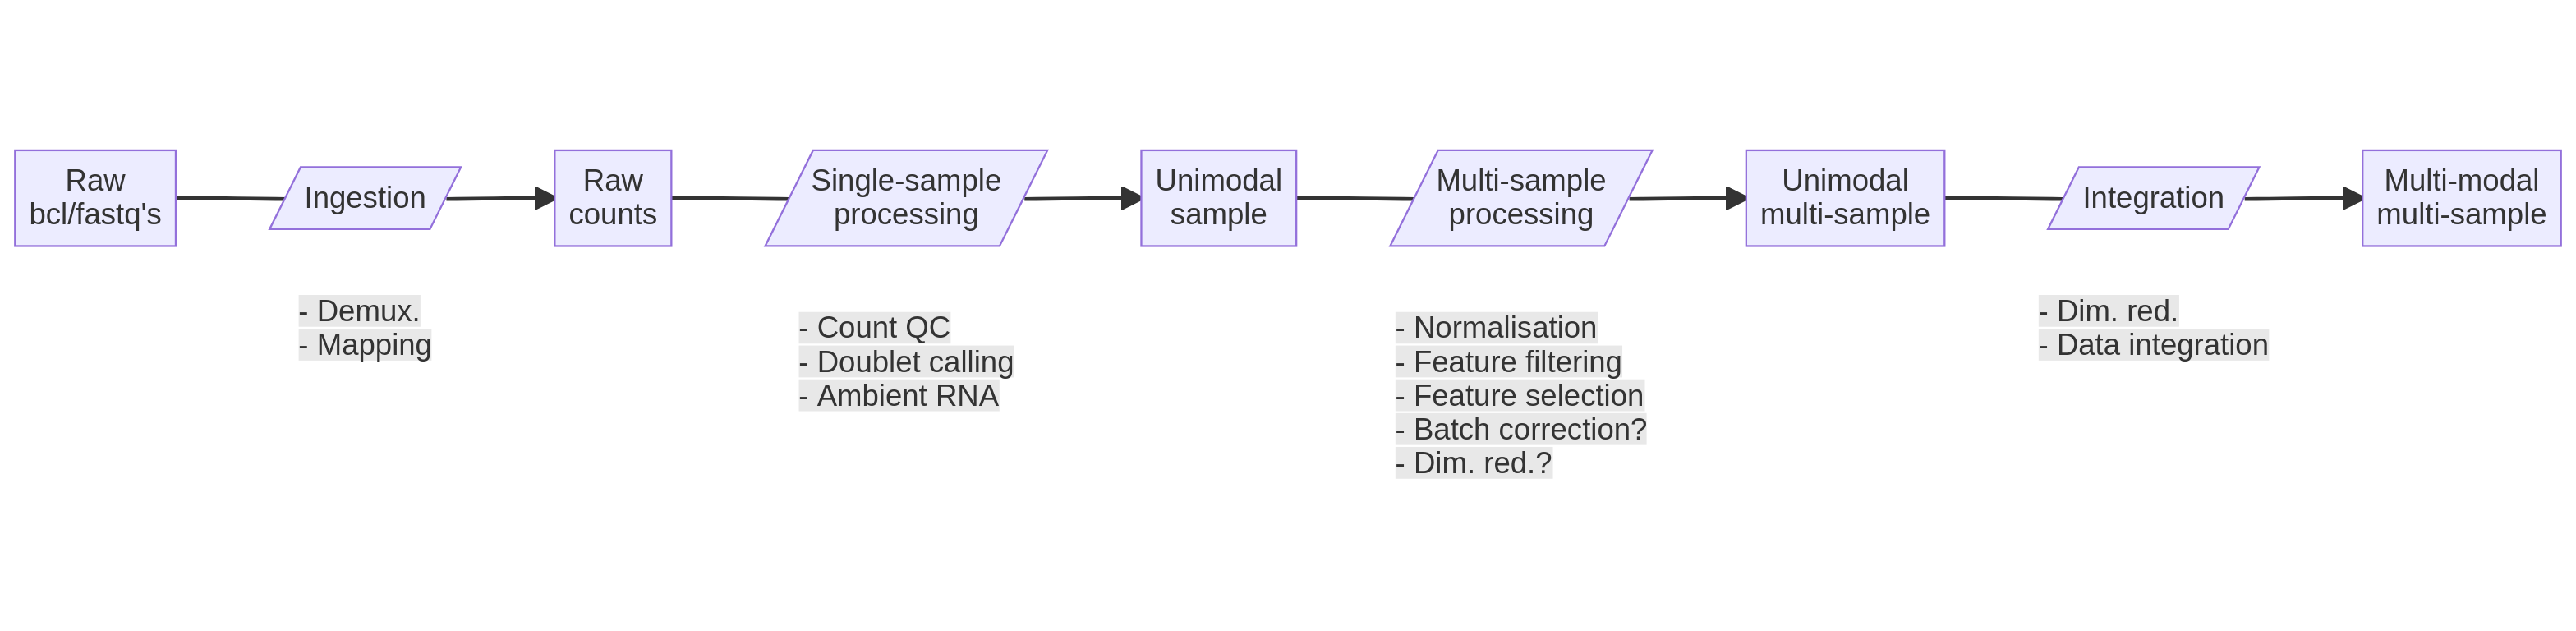 Raw
bcl/fastq's
Ingestion
Raw
counts
Single-sample
processing
Unimodal
sample
Multi-sample
processing
Unimodal
multi-sample
Integration
Multi-modal
multi-sample
- Demux.
- Mapping
- Count QC
- Doublet calling
- Ambient RNA
- Normalisation
- Feature filtering
- Feature selection
- Batch correction?
- Dim. red.?
- Dim. red.
- Data integration